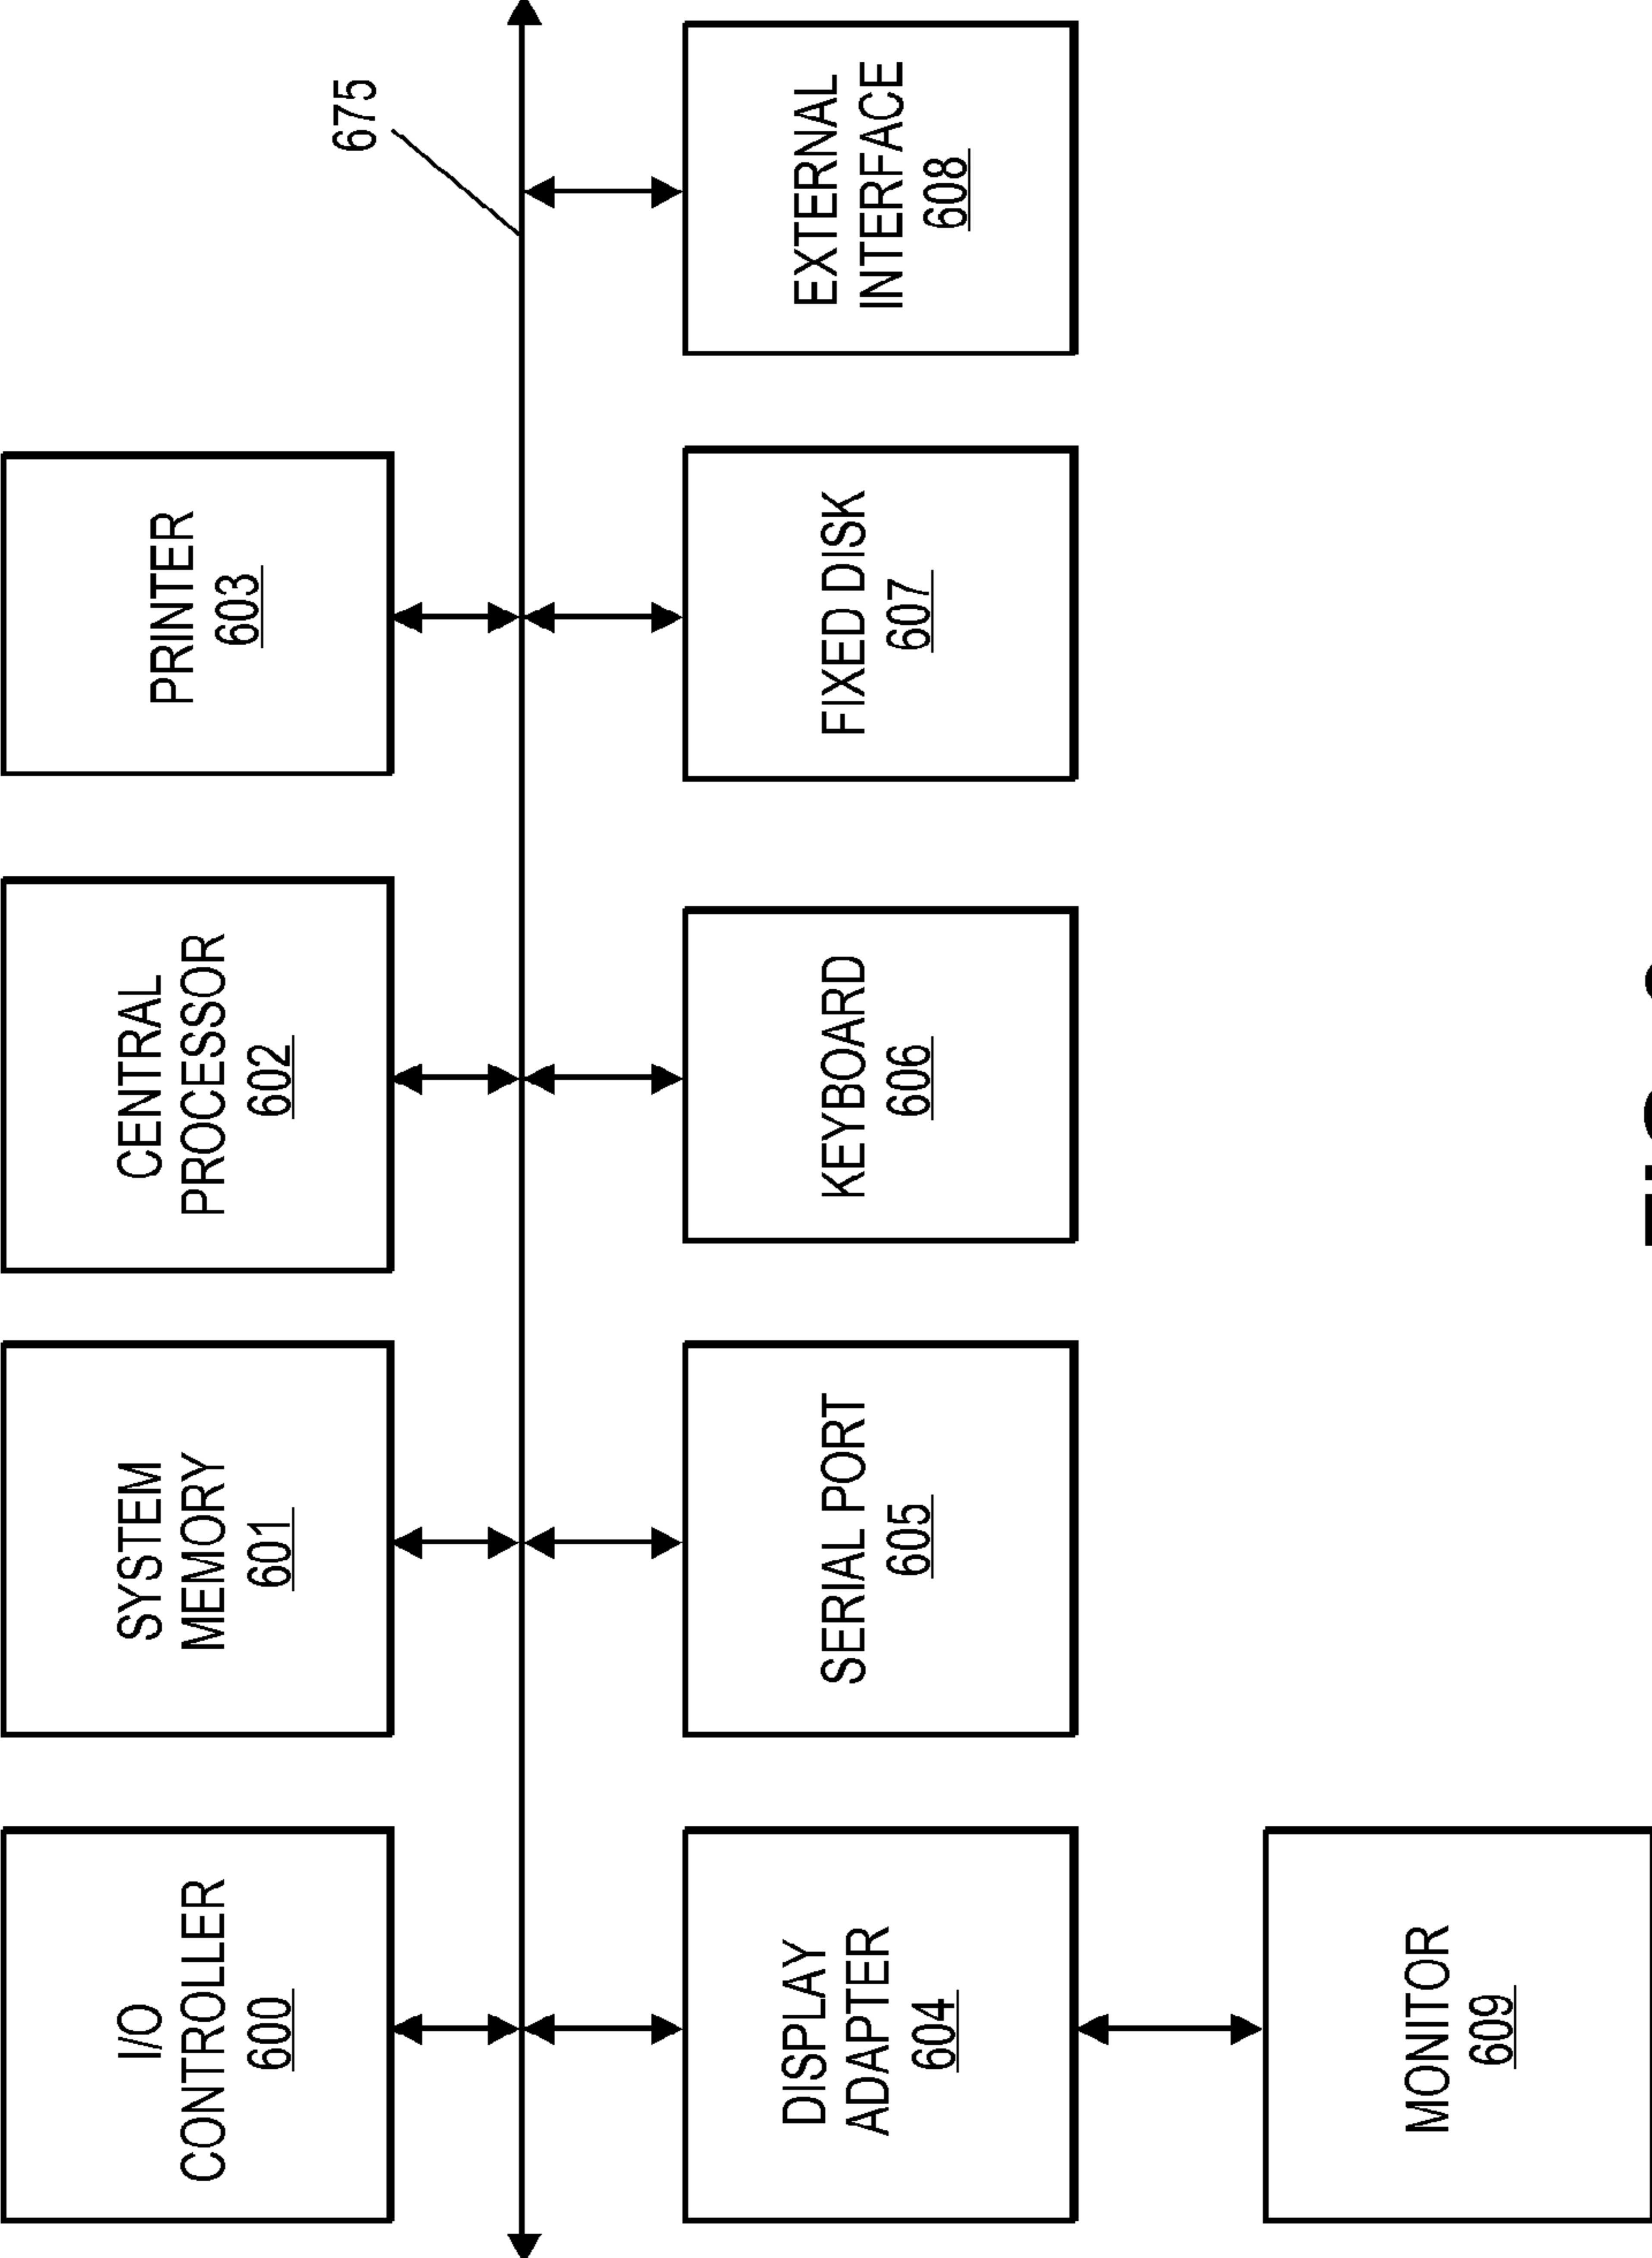 I/O
CONTROLLER
600
SYSTEM
MEMORY
601
CENTRAL
PROCESSOR
602
PRINTER
603
675
DISPLAY
ADAPTER
604
SERIAL PORT
605
KEYBOARD
606
FIXED DISK
607
EXTERNAL
INTERFACE
608
MONITOR
609